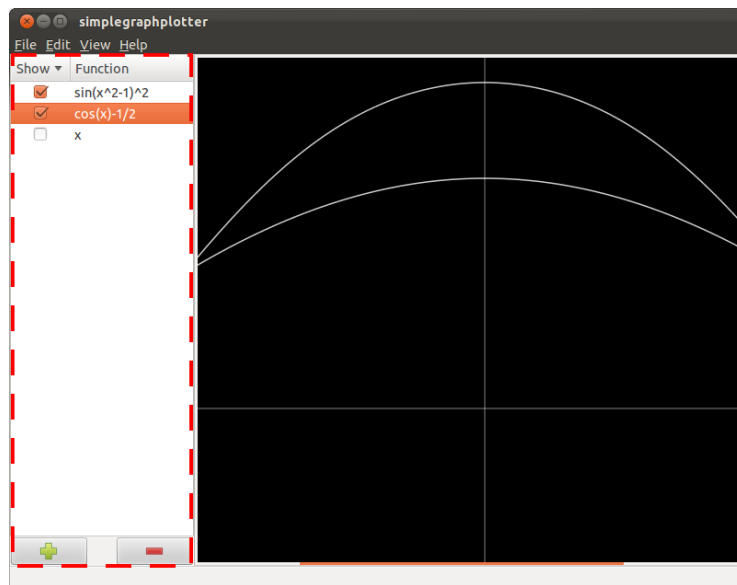 simplegraphplotter
File Edit View Help
Show Function
sin(x^2-1)^2
cos(x)-1/2
x